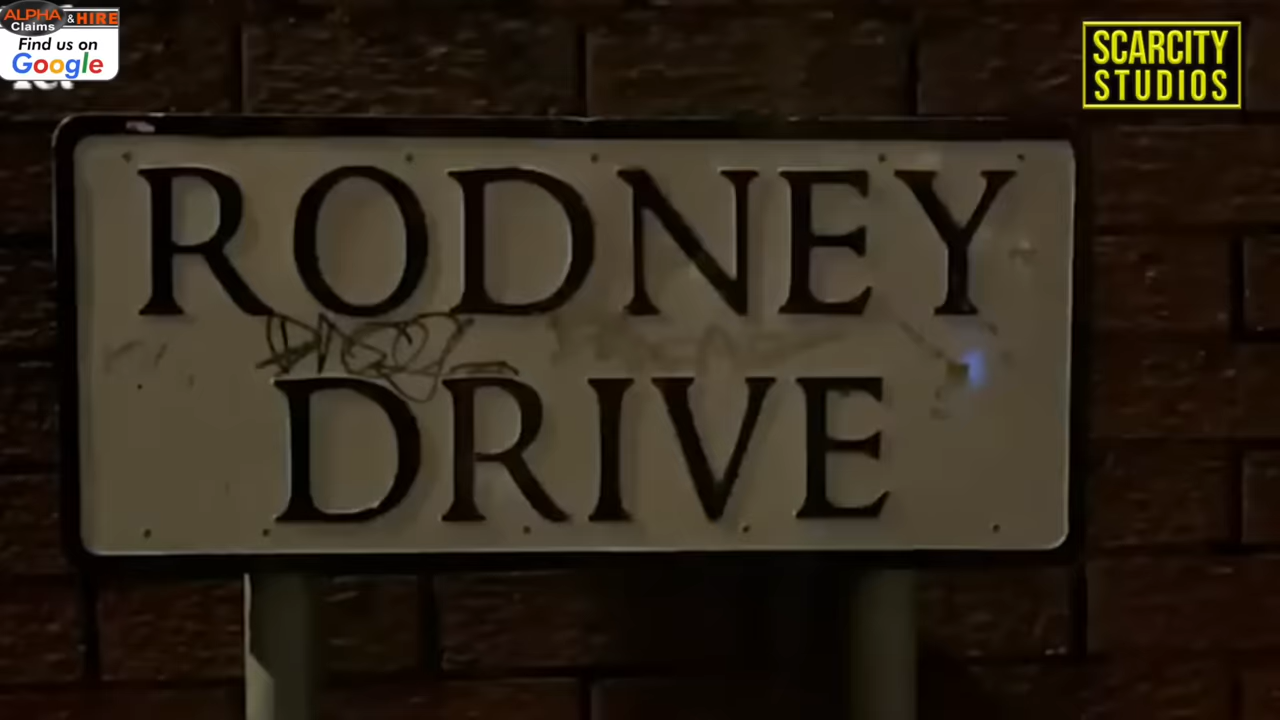 ALPHA & HIRE
Claims
Find us on
Google
SCARCITY
STUDIOS
RODNEY
DRIVE